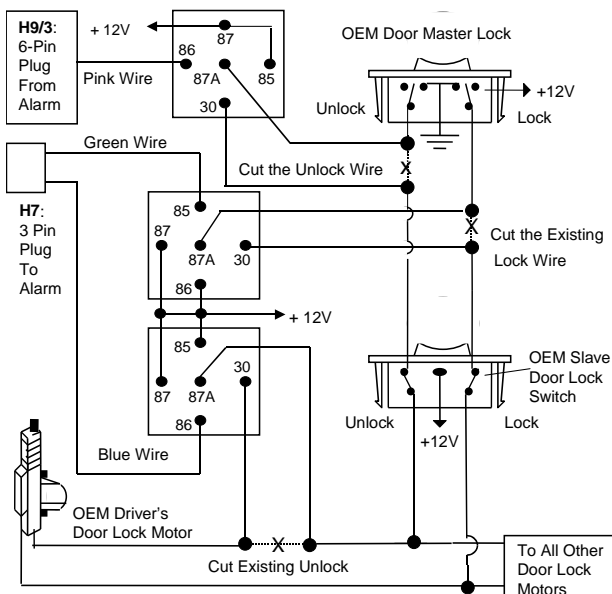 H9/3:
6-Pin
Plug
From
Alarm
+ 12V
87
86
87A
85
30
Pink Wire
OEM Door Master Lock
+12V
Unlock
Lock
Green Wire
Cut the Unlock Wire
X
H7:
3 Pin
Plug
To
Alarm
85
87
87A
30
86
X
Cut the Existing
Lock Wire
+ 12V
85
30
87
87A
86
OEM Slave
Door Lock
Switch
Unlock
Lock
+12V
Blue Wire
OEM Driver's
Door Lock Motor
X
Cut Existing Unlock
To All Other
Door Lock
Motors